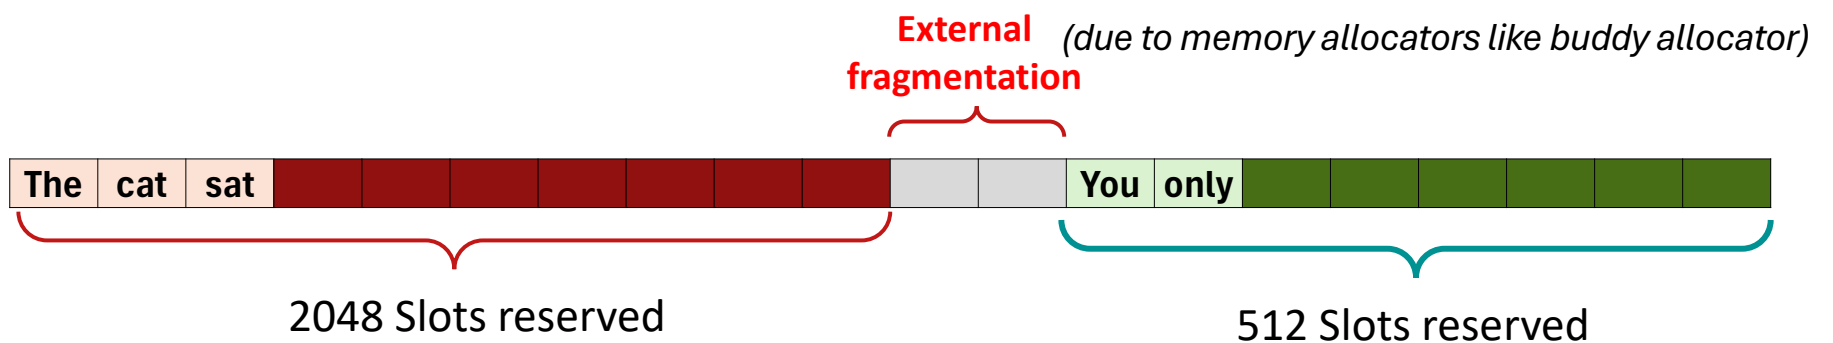 External (due to memory allocators like buddy allocator)
fragmentation
The cat sat You only
2048 Slots reserved
512 Slots reserved